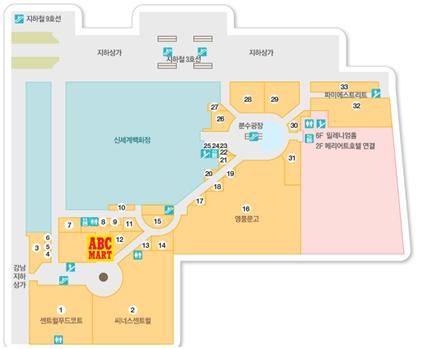 지하철 9호선
지하상가
지하철 3호선
지하상가
33
파미에스트리트
32
28
29
27
26
분수광장
30
6F 밀레니엄홀
2F 메리어트호텔 연결
신세계백화점
25 24 23
22
21
31
20
19
18
17
16
영풍문고
10
7
8
9
11
15
ABC
MART
12
13
14
3
6
5
4
강남
지하
상가
1
센트럴푸드코트
2
씨너스센트럴